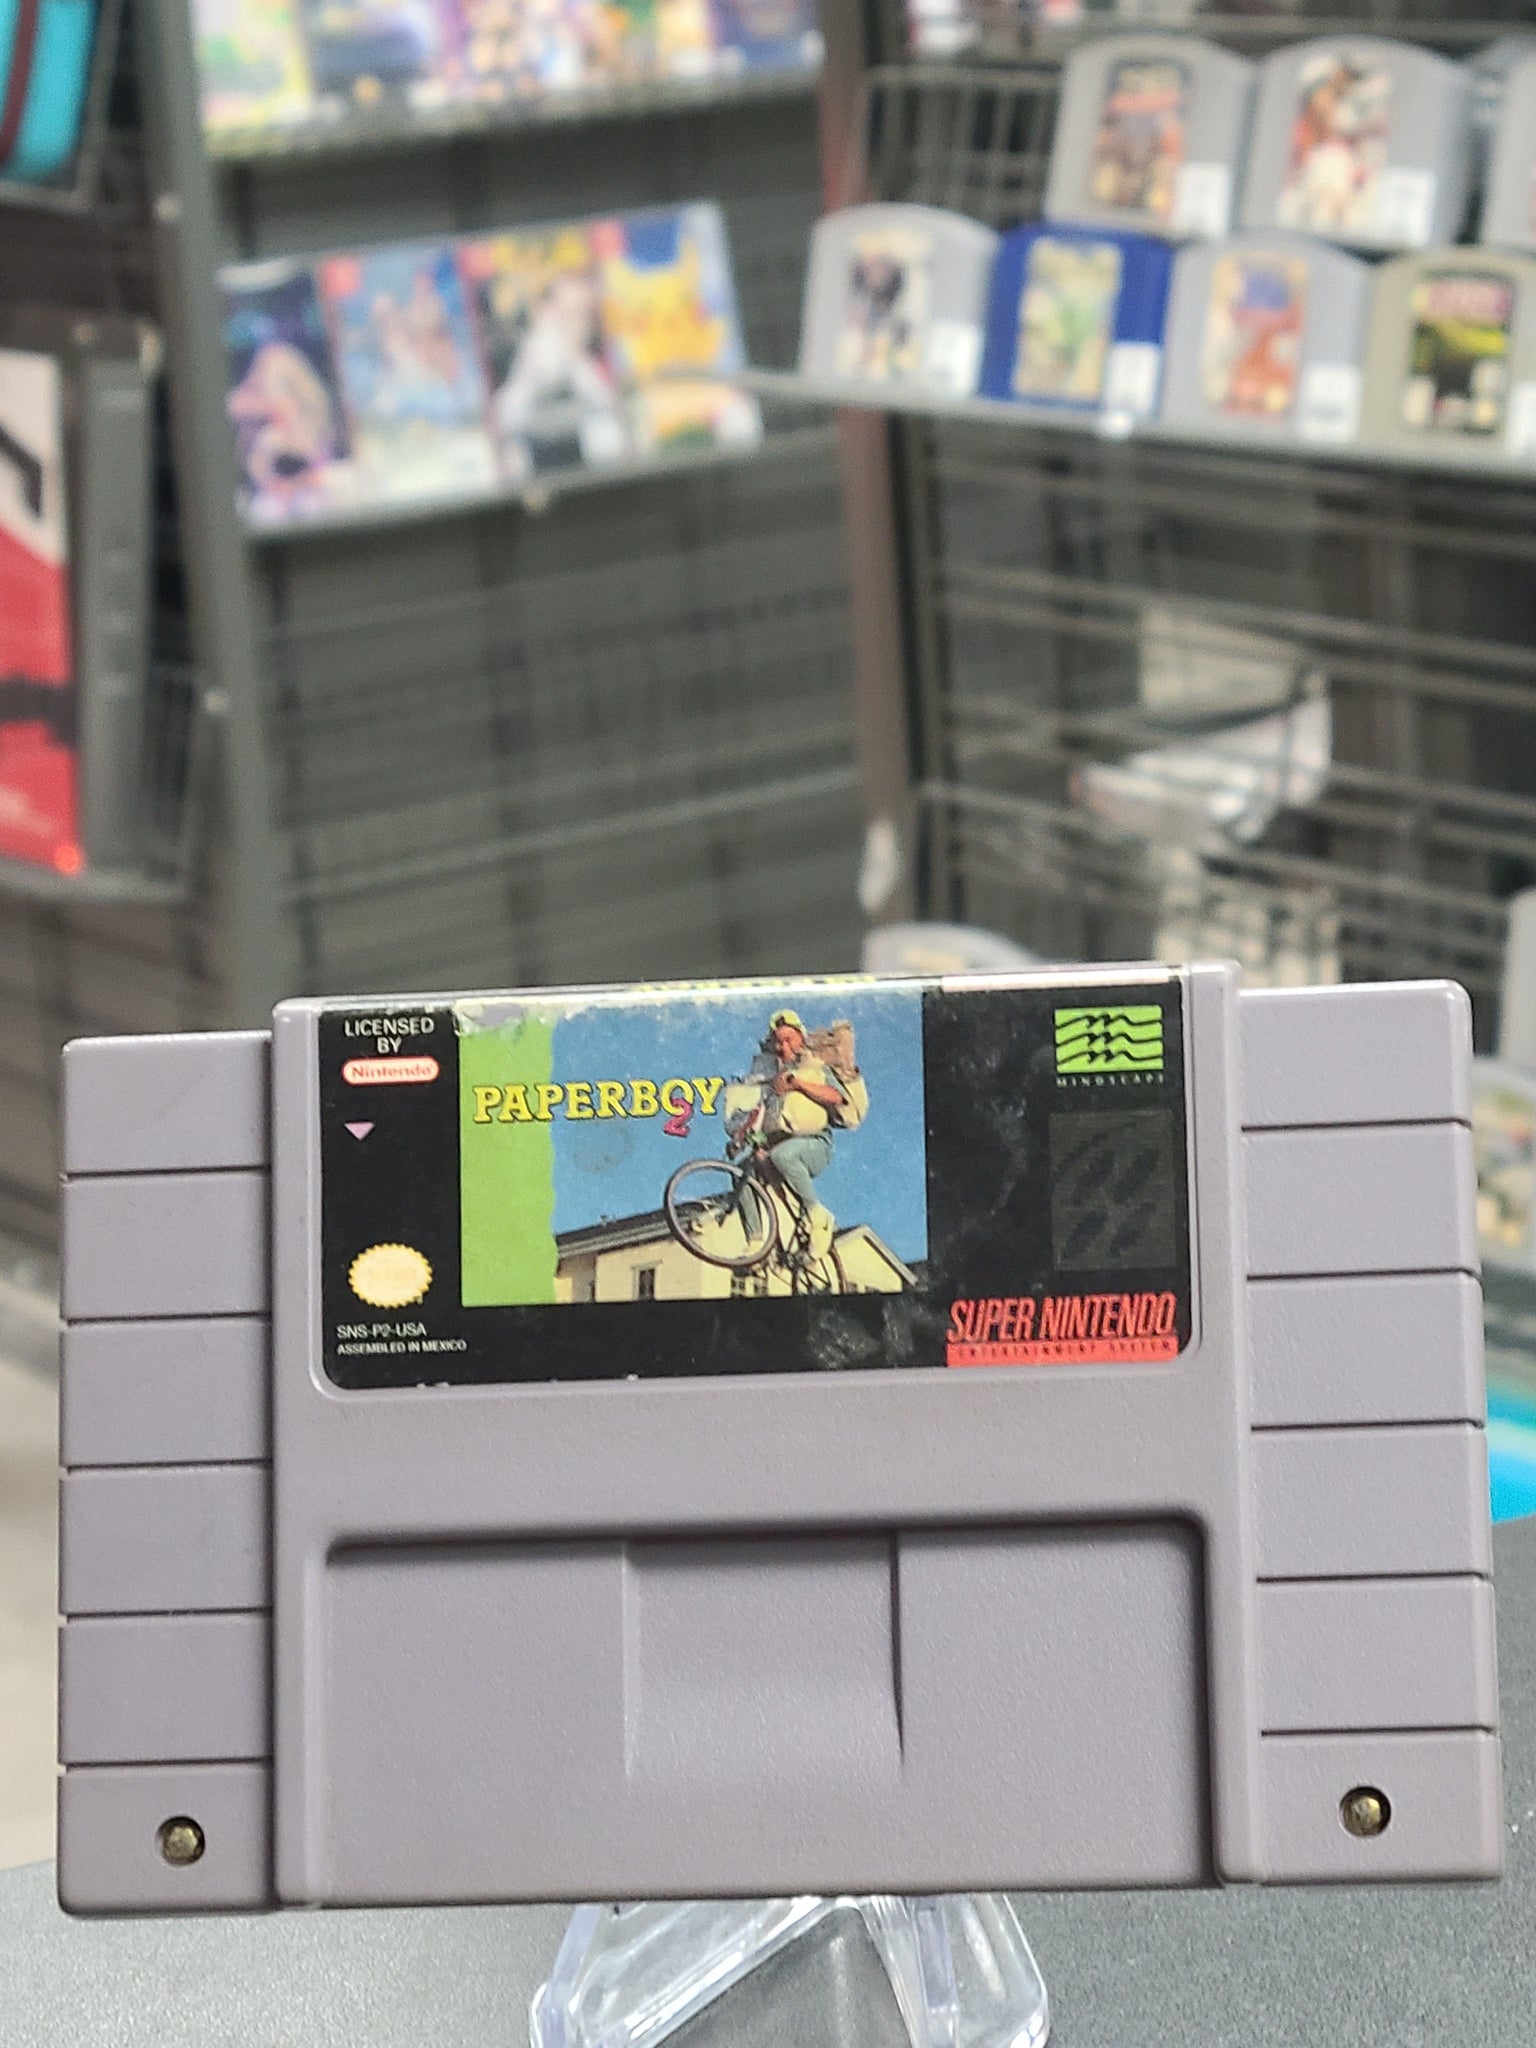 LICENSED
BY
Nintendo
PAPERBOY
2
MINDSCAPE
SNS-P2-USA
ASSEMBLED IN MEXICO
SUPER NINTENDO
ENTERTAINMENT SYSTEM